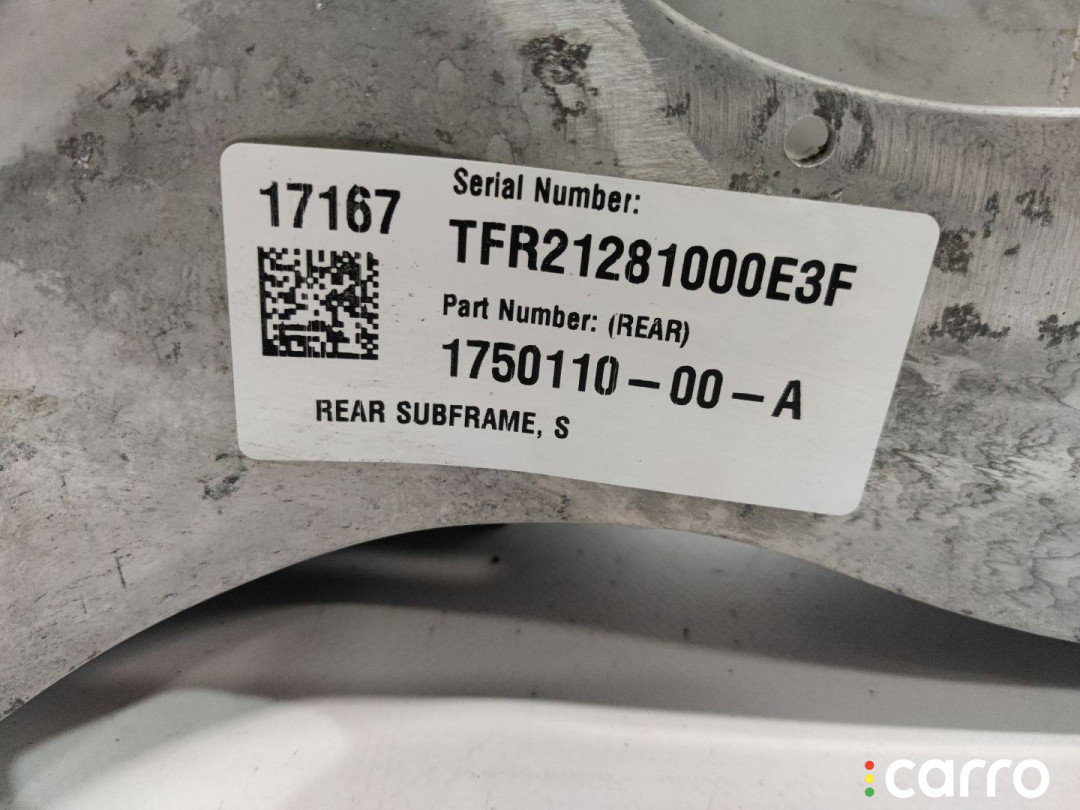 17167
Serial Number:
TFR21281000E3F
Part Number: (REAR)
1750110-00-A
REAR SUBFRAME, S
carro